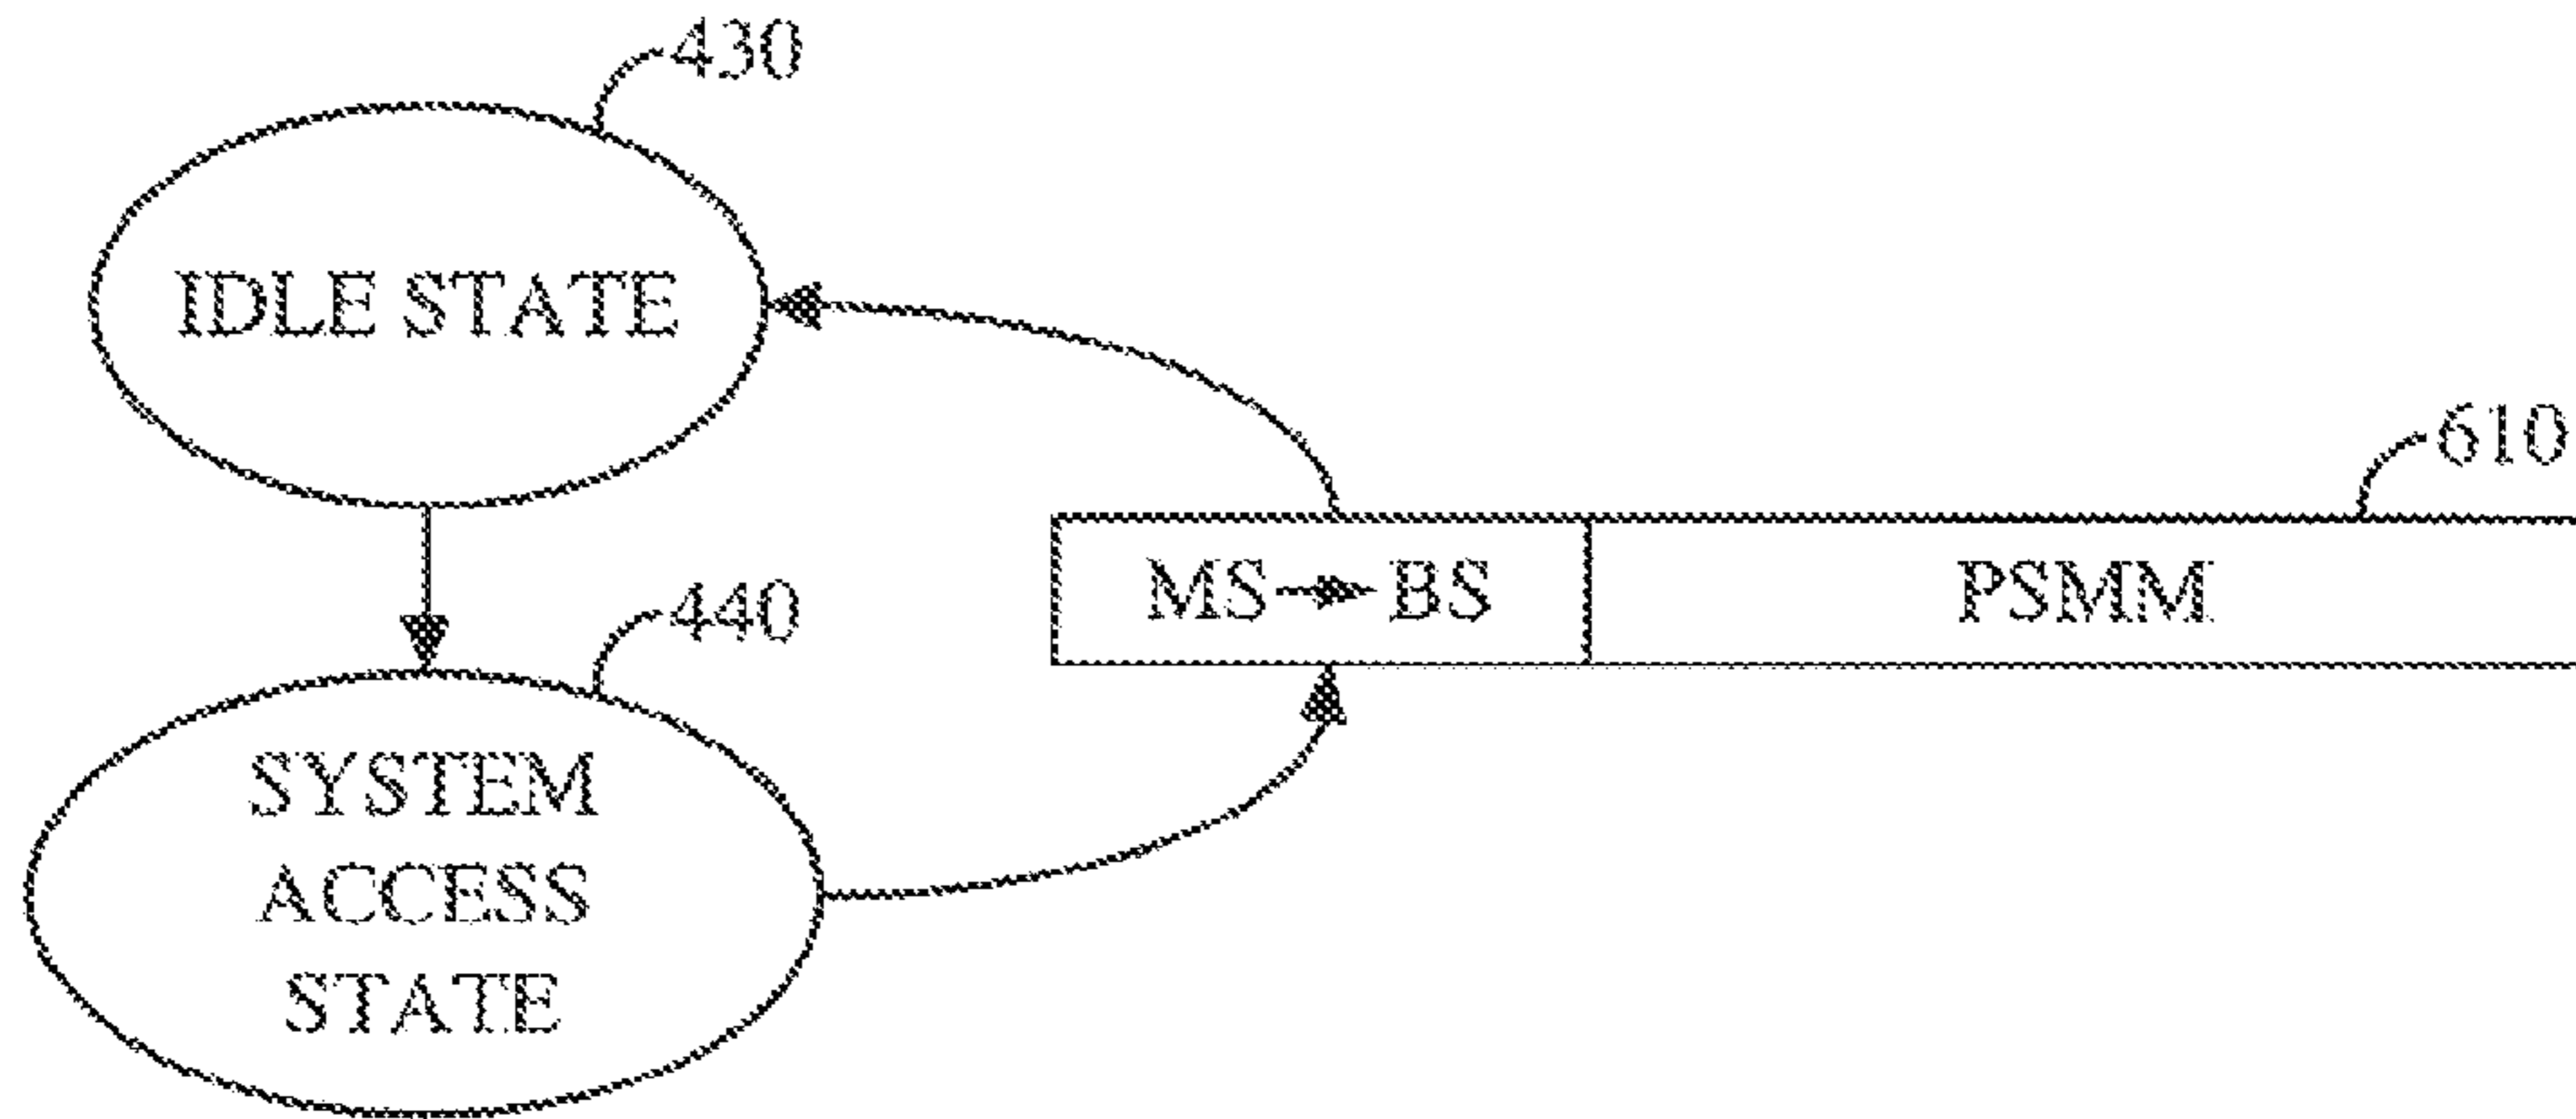 430
IDLE STATE
610
MS→BS
PSMM
440
SYSTEM
ACCESS
STATE